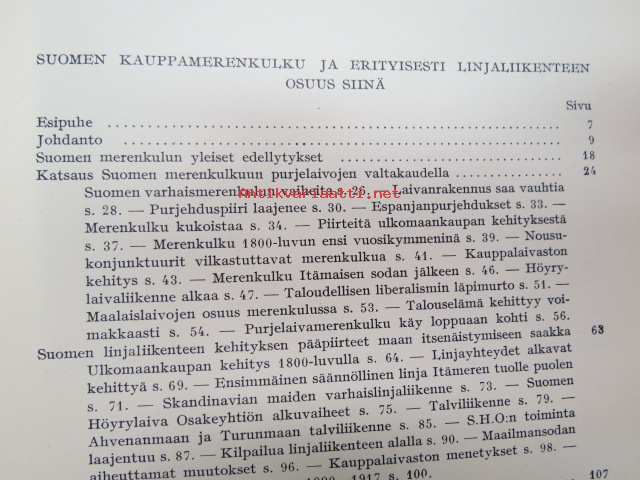 SUOMEN KAUPPAMERENKULKU JA ERITYISESTI LINJALIIKENTEEN
OSUUS SIINÄ
Sivu
Esipuhe 7
Johdanto 9
Suomen merenkulun yleiset edellytykset 18
Katsaus Suomen merenkulkuun purjelaivojen valtakaudella 24
Suomen varhaismerenkulun vaiheita s. 26. — Laivanrakennus saa vauhtia
s. 28. — Purjehduspiiri laajenee s. 30. — Espanjanpurjehdukset s. 33. —
Merenkulku kukoistaa s. 34. — Piirteitä ulkomaankaupan kehityksestä
s. 37. — Merenkulku 1800-luvun ensi vuosikymmeninä s. 39. — Nousu-
konjunktuurit vilkastuttavat merenkulkua s. 41. — Kauppalaivaston
kehitys s. 43. — Merenkulku Itämaisen sodan jälkeen s. 46. — Höyry-
laivaliikenne alkaa s. 47. — Taloudellisen liberalismin läpimurto s. 51. —
Maalaislaivojen osuus merenkulussa s. 53. — Talouselämä kehittyy voi-
makkaasti s. 54. — Purjelaivamerenkulku käy loppuaan kohti s. 56.
Suomen linjaliikenteen kehityksen pääpiirteet maan itsenäistymiseen saakka 63
Ulkomaankaupan kehitys 1800-luvulla s. 64. — Linjayhteydet alkavat
kehittyä s. 69. — Ensimmäinen säännöllinen linja Itämeren tuolle puolen
s. 71. — Skandinavian maiden varhaislinjaliikenne s. 73. — Suomen
Höyrylaiva Osakeyhtiön alkuvaiheet s. 75. — Talviliikenne s. 79. —
Ahvenanmaan ja Turunmaan talviliikenne s. 85. — S.H.O:n toiminta
laajentuu s. 87. — Kilpailua linjaliikenteen alalla s. 90. — Maailmansodan
aiheuttamat muutokset s. 96. — Kauppalaivaston menetykset s. 98. —
1917 s. 100.
107